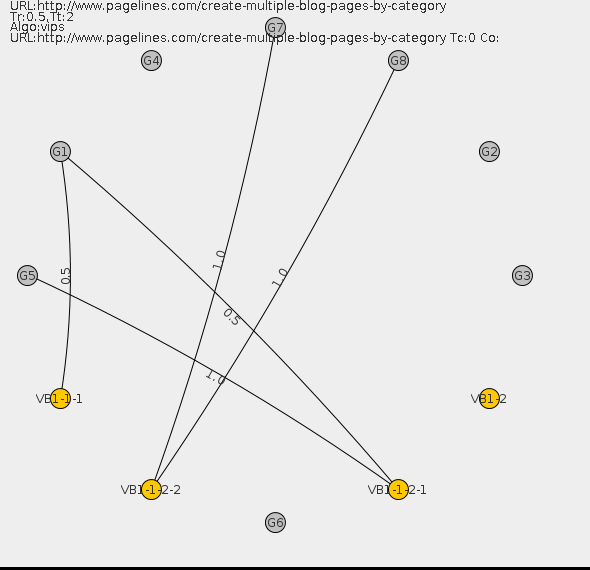 URL:http://www.pagelines.com/create-multiple-blog-pages-by-category
Tr:0.5,Tt:2
Algo:vips
URL:http://www.pagelines.com/create-multiple-blog-pages-by-category Tc:0 Co:
G7
G4
G8
G1
G2
1.0
G5
0.5
1.0
G3
0.5
1.0
VB1-1-1
VB1-2
VB1-1-2-2
VB1-1-2-1
G6